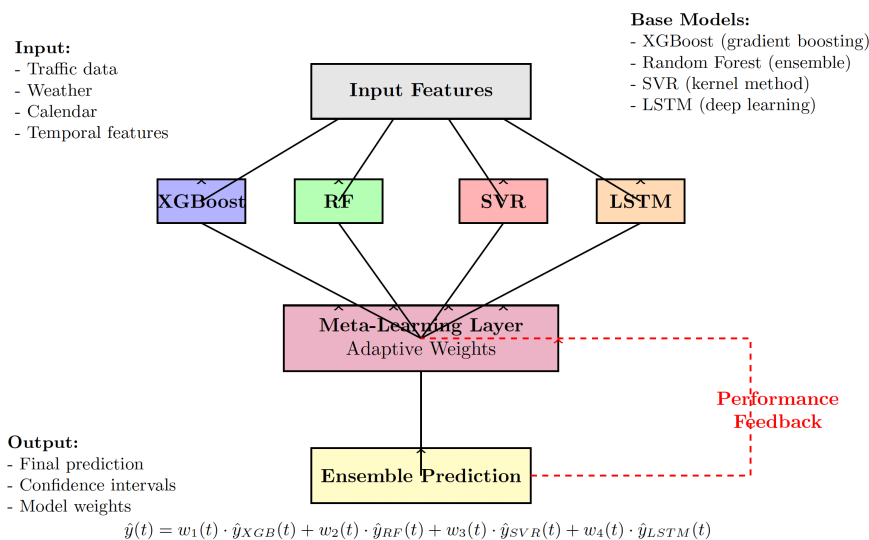 Input:
- Traffic data
- Weather
- Calendar
- Temporal features
Base Models:
- XGBoost (gradient boosting)
- Random Forest (ensemble)
- SVR (kernel method)
- LSTM (deep learning)
Input Features
XGBoost
RF
SVR
LSTM
Meta-Learning Layer
Adaptive Weights
Performance
Feedback
Output:
- Final prediction
- Confidence intervals
- Model weights
Ensemble Prediction
ŷ(t) = w₁(t) · ŷ_XGB(t) + w₂(t) · ŷ_RF(t) + w₃(t) · ŷ_SVR(t) + w₄(t) · ŷ_LSTM(t)